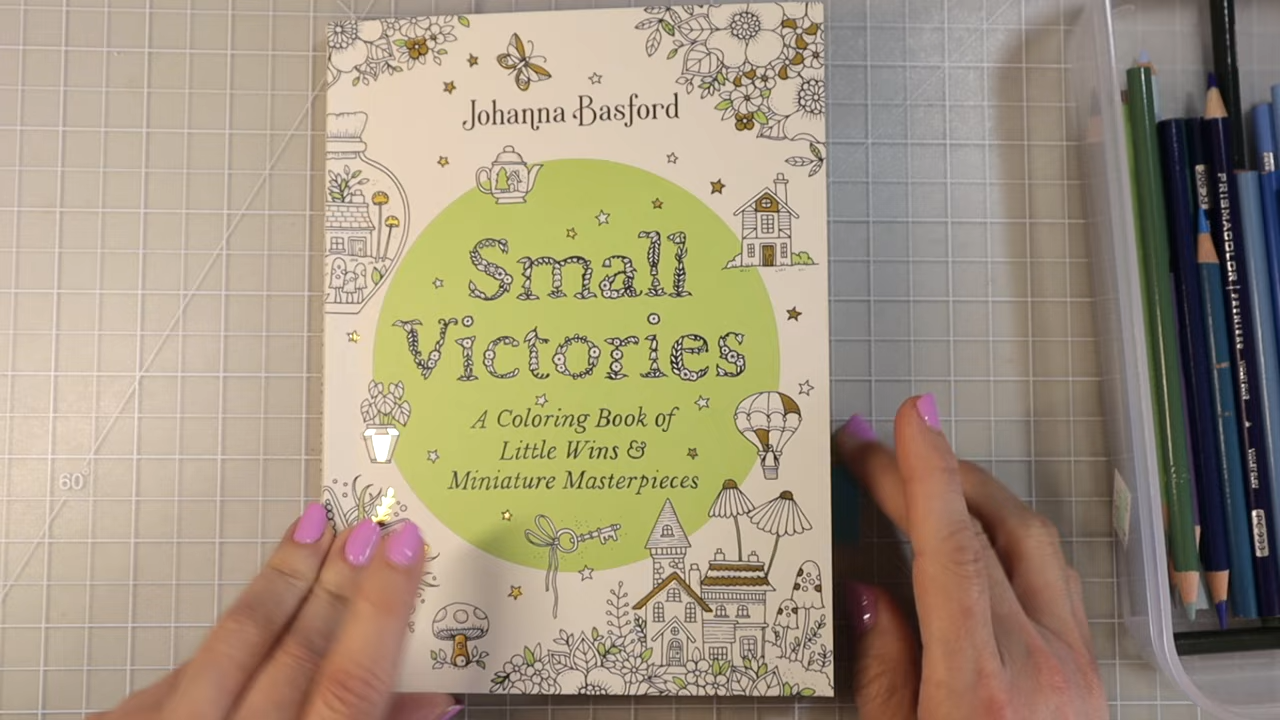 Johanna Basford
Small
Victories
A Coloring Book of
Little Wins &
Miniature Masterpieces
60°
PRISMACOLOR